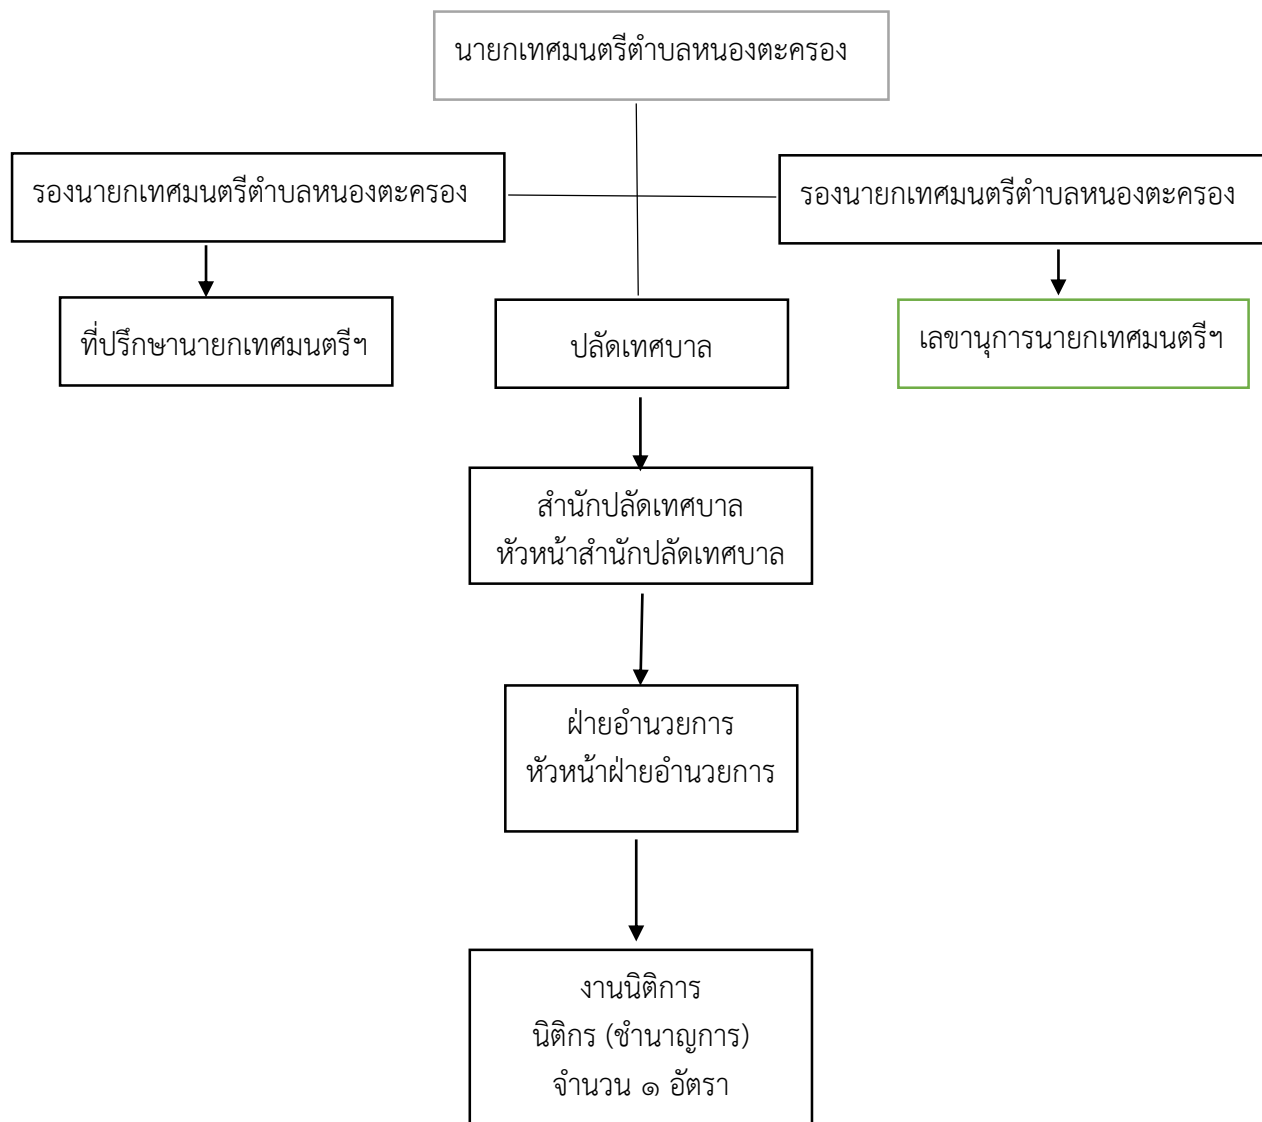 นายกเทศมนตรีตำบลหนองตะครอง
รองนายกเทศมนตรีตำบลหนองตะครอง
รองนายกเทศมนตรีตำบลหนองตะครอง
ที่ปรึกษานายกเทศมนตรีฯ
ปลัดเทศบาล
เลขานุการนายกเทศมนตรีฯ
สำนักปลัดเทศบาล
หัวหน้าสำนักปลัดเทศบาล
ฝ่ายอำนวยการ
หัวหน้าฝ่ายอำนวยการ
งานนิติการ
นิติกร (ชำนาญการ)
จำนวน ๑ อัตรา